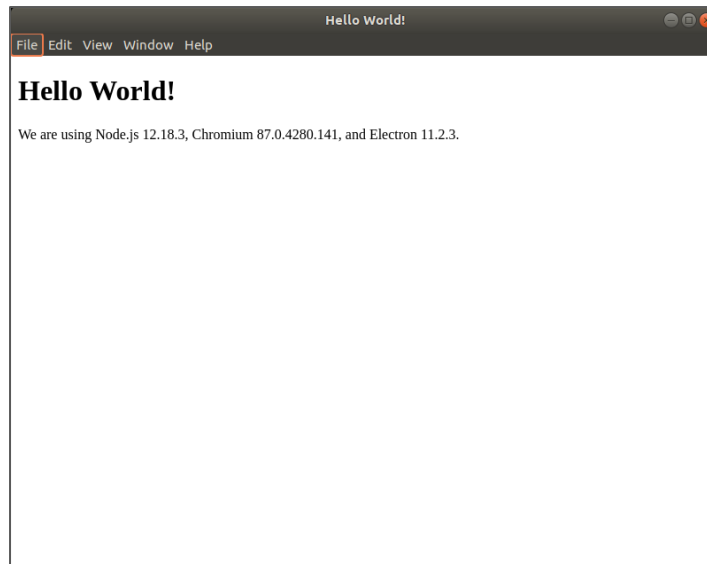 Hello World!
File Edit View Window Help
Hello World!
We are using Node.js 12.18.3, Chromium 87.0.4280.141, and Electron 11.2.3.